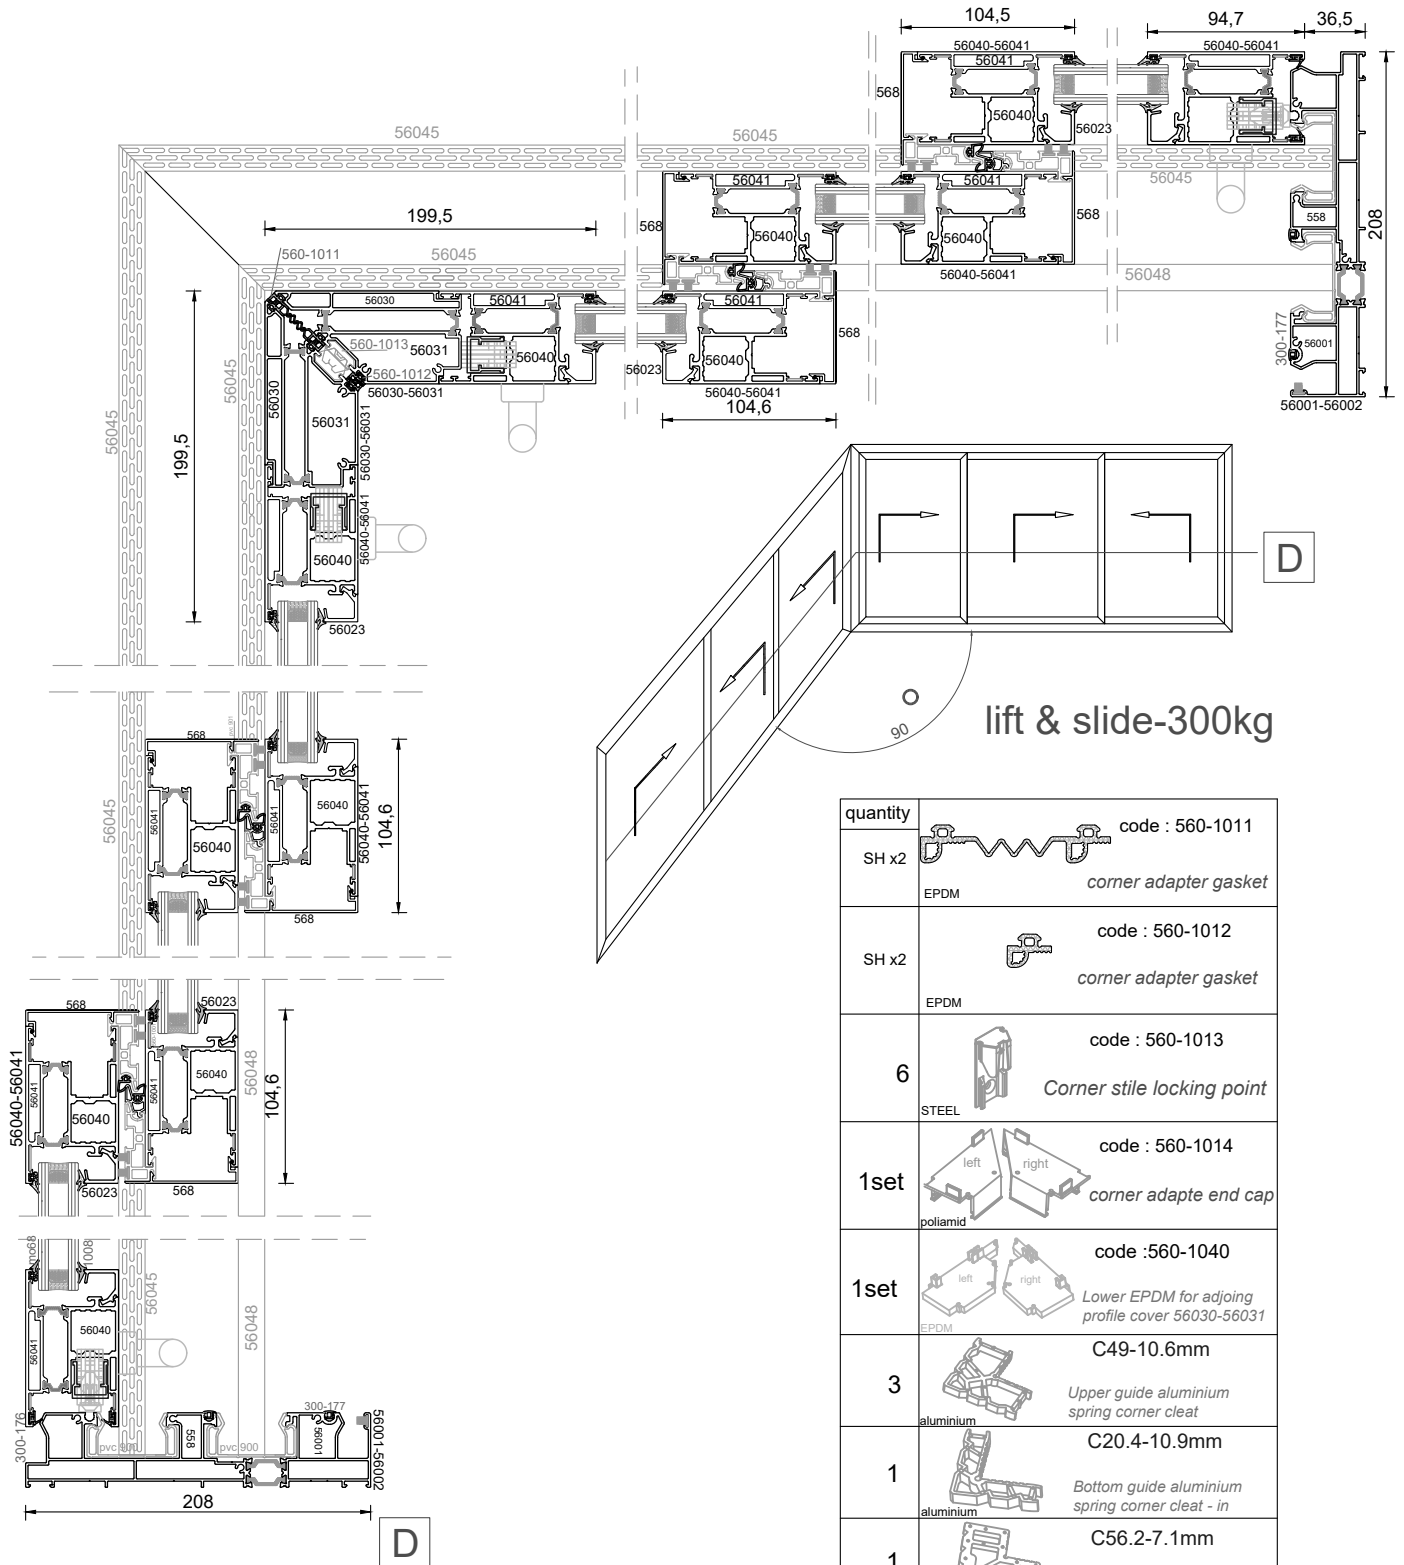 104,5
94,7
36,5
56040-56041
56040-56041
56041
568
56040
56023
208
56045
56045
56045
56041
56041
568
56040
56040
568
558
199,5
56045
56040-56041
56048
560-1011
56030
56041
56041
568
560-1013
56031
56040
56040
300-177
56001
560-1012
56030-56031
56023
56040-56041
104,6
56001-56002
56045
56045
56030
56031
56030-56031
199,5
56040-56041
56040
56023
D
90
lift & slide-300kg
568
56045
56041
56040
56041
56040
56040-56041
104,6
568
568
56023
56040-56041
56041
56040
56041
56040
56048
104,6
56023
568
1008
56045
56048
56041
56040
300-176
pvc 900
558
pvc 900
300-177
56001
56001-56002
208
D
quantity
SH x2
EPDM
code : 560-1011
corner adapter gasket
SH x2
EPDM
code : 560-1012
corner adapter gasket
6
STEEL
code : 560-1013
Corner stile locking point
1set
poliamid
left
right
code : 560-1014
corner adapte end cap
1set
EPDM
left
right
code :560-1040
Lower EPDM for adjoing
profile cover 56030-56031
3
aluminium
C49-10.6mm
Upper guide aluminium
spring corner cleat
1
aluminium
C20.4-10.9mm
Bottom guide aluminium
spring corner cleat - in
1
C56.2-7.1mm